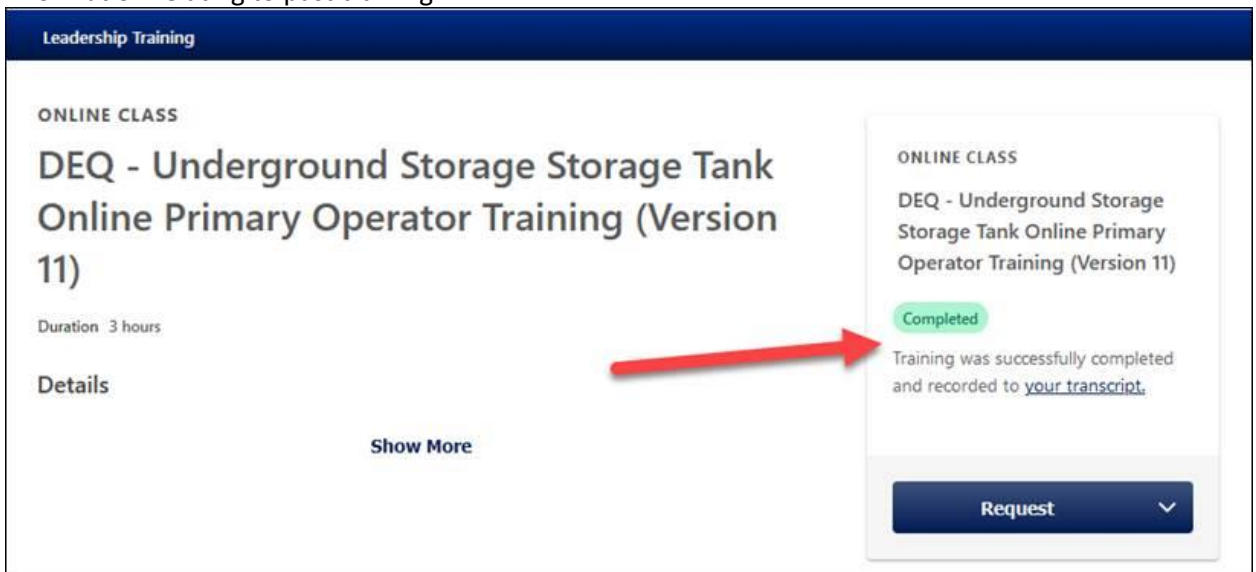 Leadership Training
ONLINE CLASS
DEQ - Underground Storage Storage Tank
Online Primary Operator Training (Version
11)
Duration 3 hours
Details
Show More
ONLINE CLASS
DEQ - Underground Storage
Storage Tank Online Primary
Operator Training (Version 11)
Completed
Training was successfully completed
and recorded to your transcript.
Request